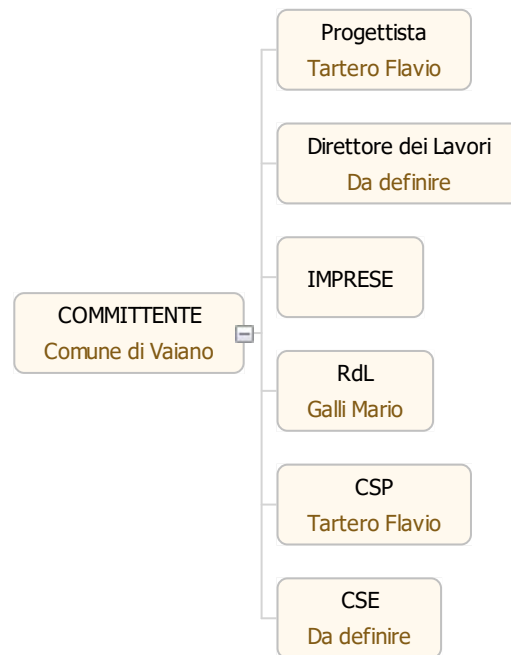 Progettista
Tartero Flavio
Direttore dei Lavori
Da definire
IMPRESE
COMMITTENTE
Comune di Vaiano
RdL
Galli Mario
CSP
Tartero Flavio
CSE
Da definire